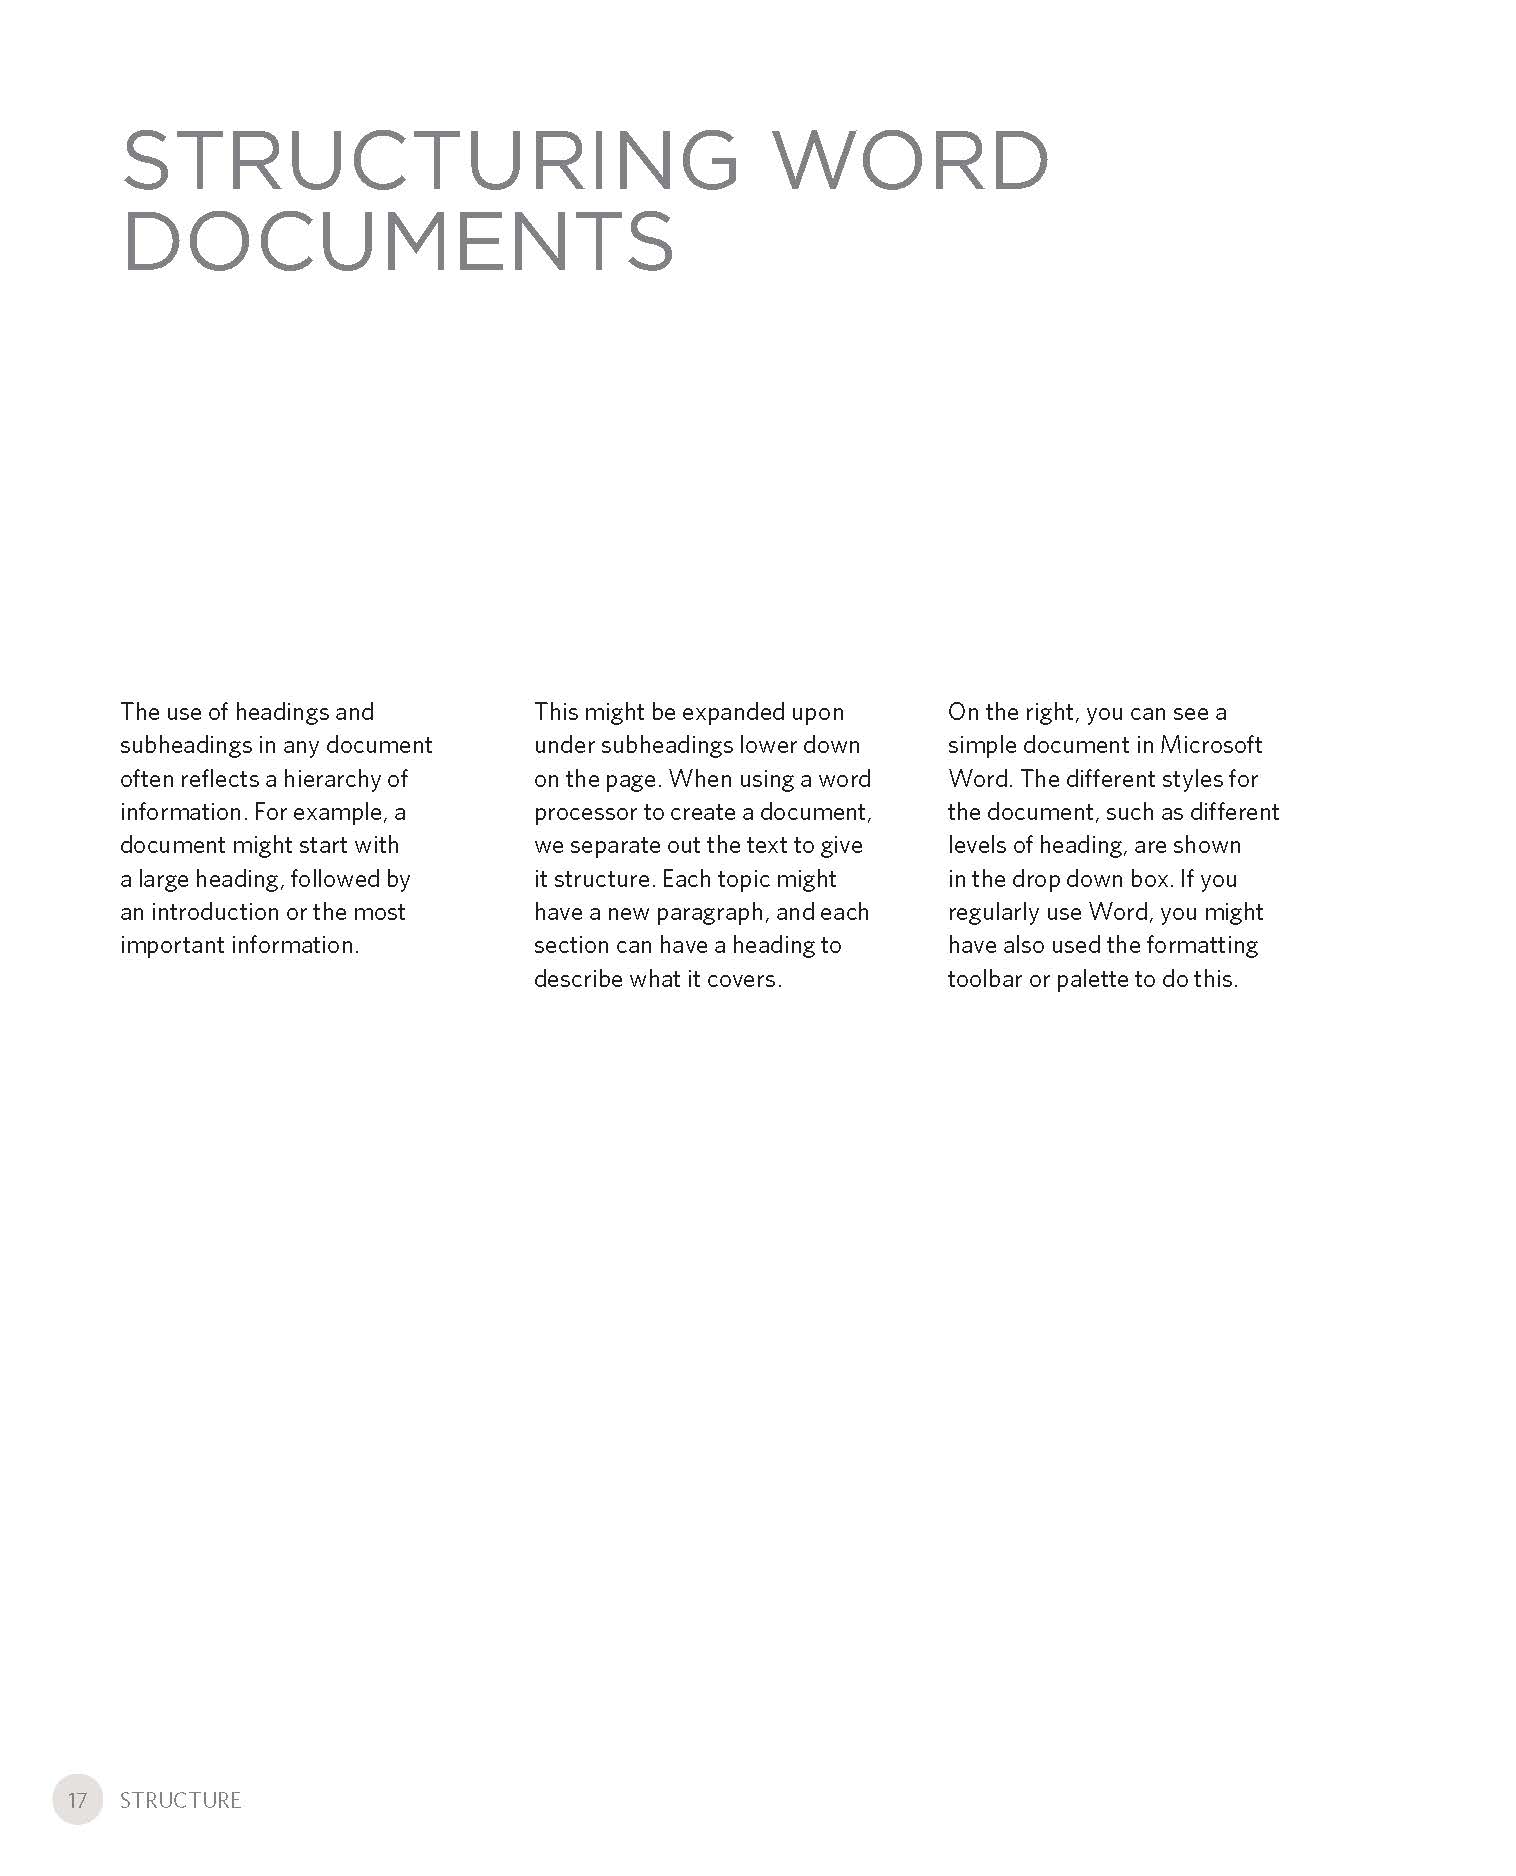 STRUCTURING WORD
DOCUMENTS
The use of headings and
subheadings in any document
often reflects a hierarchy of
information. For example, a
document might start with
a large heading, followed by
an introduction or the most
important information.
This might be expanded upon
under subheadings lower down
on the page. When using a word
processor to create a document,
we separate out the text to give
it structure. Each topic might
have a new paragraph, and each
section can have a heading to
describe what it covers.
On the right, you can see a
simple document in Microsoft
Word. The different styles for
the document, such as different
levels of heading, are shown
in the drop down box. If you
regularly use Word, you might
have also used the formatting
toolbar or palette to do this.
17 STRUCTURE